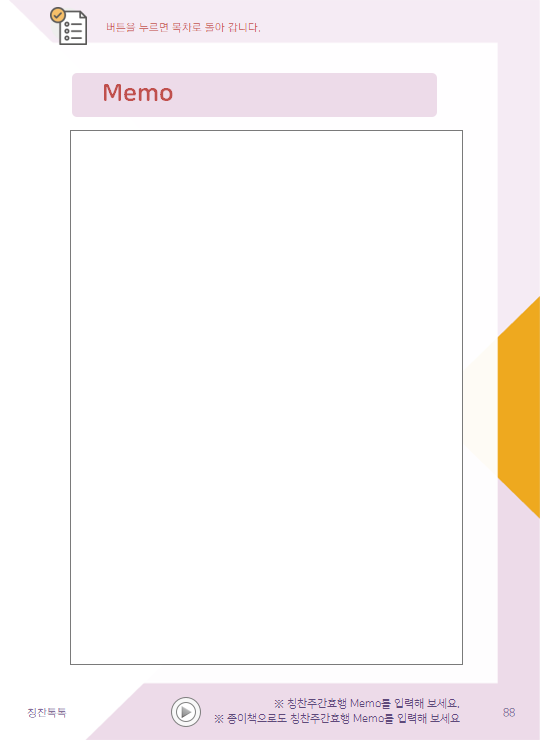 버튼을 누르면 목차로 돌아 갑니다.
Memo
※ 칭찬주간효행 Memo를 입력해 보세요.
※ 종이책으로도 칭찬주간효행 Memo를 입력해 보세요
칭찬톡톡
88